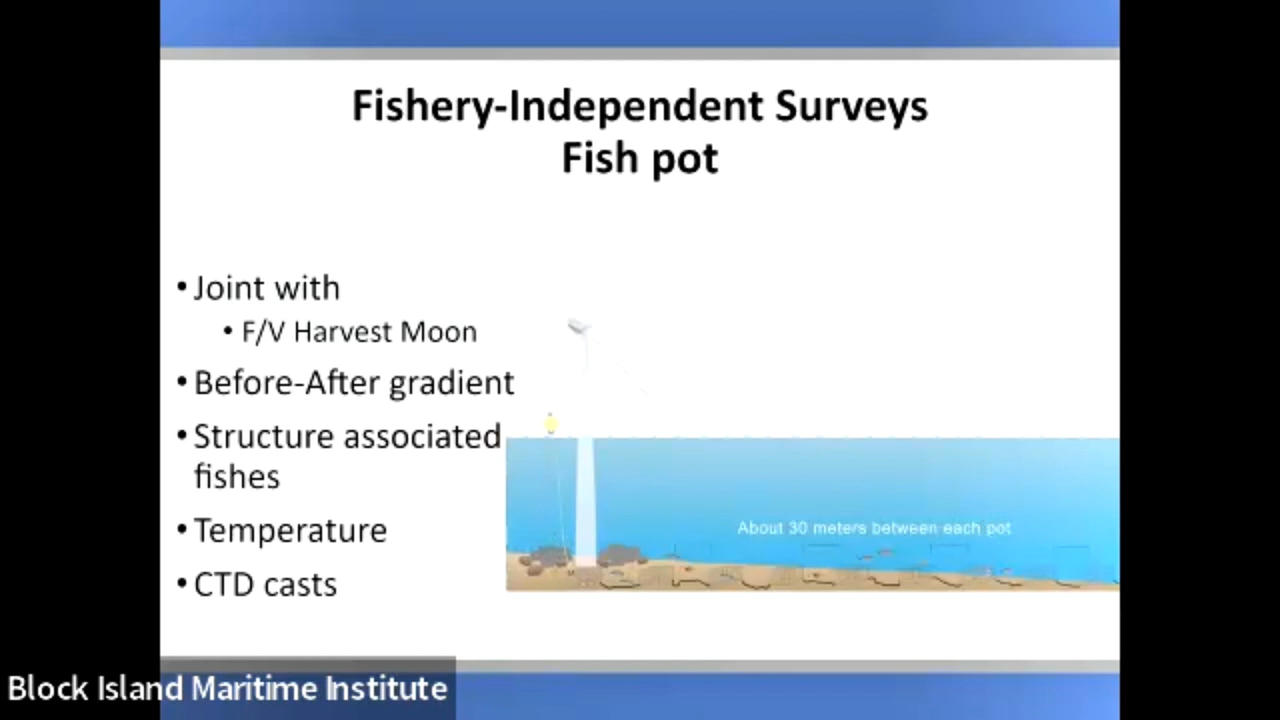 Fishery-Independent Surveys
Fish pot
• Joint with
• F/V Harvest Moon
• Before-After gradient
• Structure associated
fishes
• Temperature
• CTD casts
About 30 meters between each pot
Block Island Maritime Institute